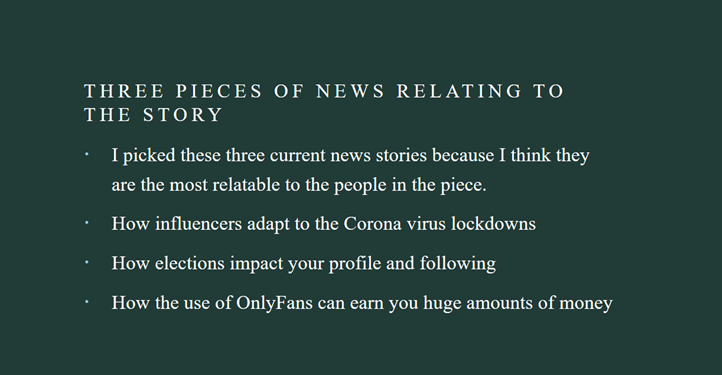 THREE PIECES OF NEWS RELATING TO
THE STORY
• I picked these three current news stories because I think they
are the most relatable to the people in the piece.
• How influencers adapt to the Corona virus lockdowns
• How elections impact your profile and following
• How the use of OnlyFans can earn you huge amounts of money